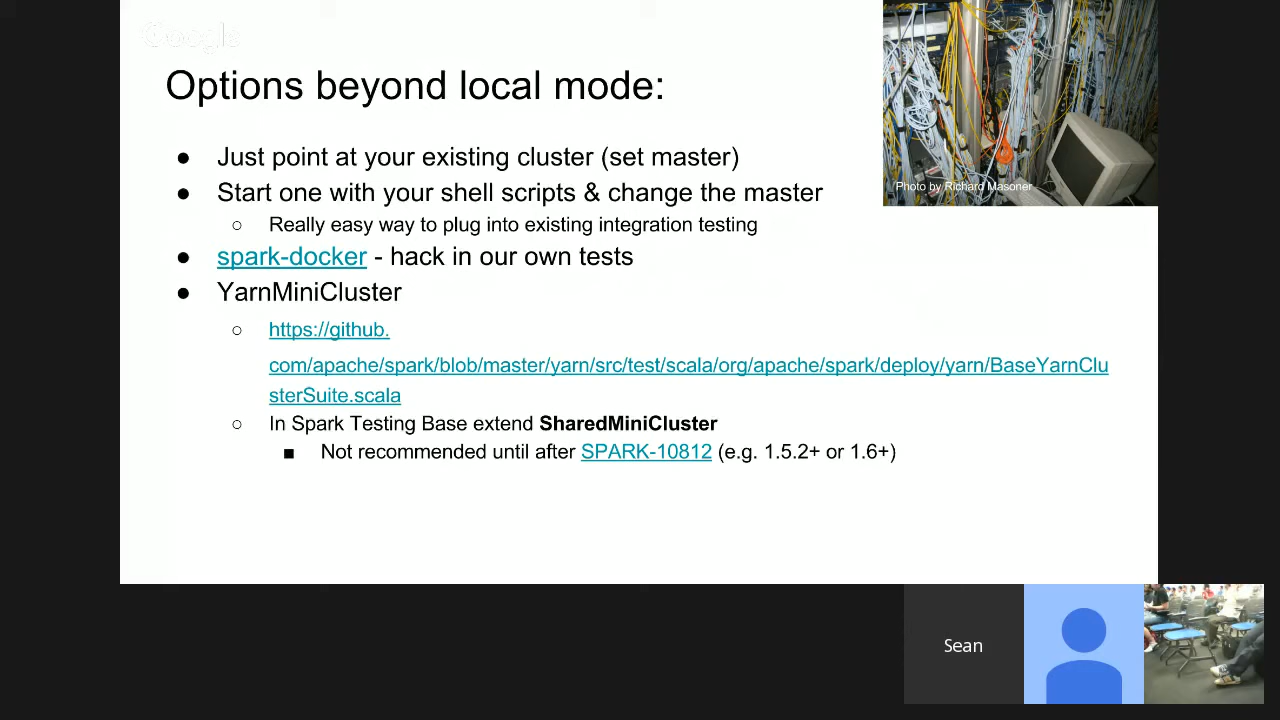 Google
Options beyond local mode:
● Just point at your existing cluster (set master)
● Start one with your shell scripts & change the master
○ Really easy way to plug into existing integration testing
● spark-docker - hack in our own tests
● YarnMiniCluster
○ https://github.
com/apache/spark/blob/master/yarn/src/test/scala/org/apache/spark/deploy/yarn/BaseYarnClu
sterSuite.scala
○ In Spark Testing Base extend SharedMiniCluster
■ Not recommended until after SPARK-10812 (e.g. 1.5.2+ or 1.6+)
Photo by Richard Masoner
Sean